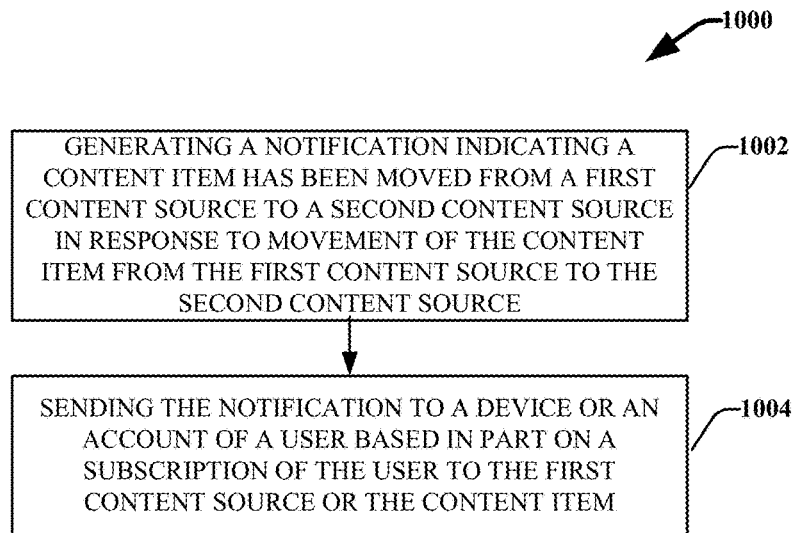 1000
GENERATING A NOTIFICATION INDICATING A
CONTENT ITEM HAS BEEN MOVED FROM A FIRST
CONTENT SOURCE TO A SECOND CONTENT SOURCE
IN RESPONSE TO MOVEMENT OF THE CONTENT
ITEM FROM THE FIRST CONTENT SOURCE TO THE
SECOND CONTENT SOURCE
1002
SENDING THE NOTIFICATION TO A DEVICE OR AN
ACCOUNT OF A USER BASED IN PART ON A
SUBSCRIPTION OF THE USER TO THE FIRST
CONTENT SOURCE OR THE CONTENT ITEM
1004